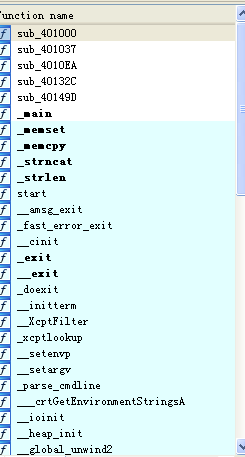 unction name
f sub_401000
f sub_401037
f sub_4010EA
f sub_40132C
f sub_40149D
f _main
f _memset
f _memcpy
f _strncat
f _strlen
f start
f __amsg_exit
f _fast_error_exit
f __cinit
f _exit
f __exit
f _doexit
f __initterm
f __XcptFilter
f _xcptlookup
f __setenvp
f __setargv
f _parse_cmdline
f ___crtGetEnvironmentStringsA
f __ioinit
f __heap_init
f __global_unwind2